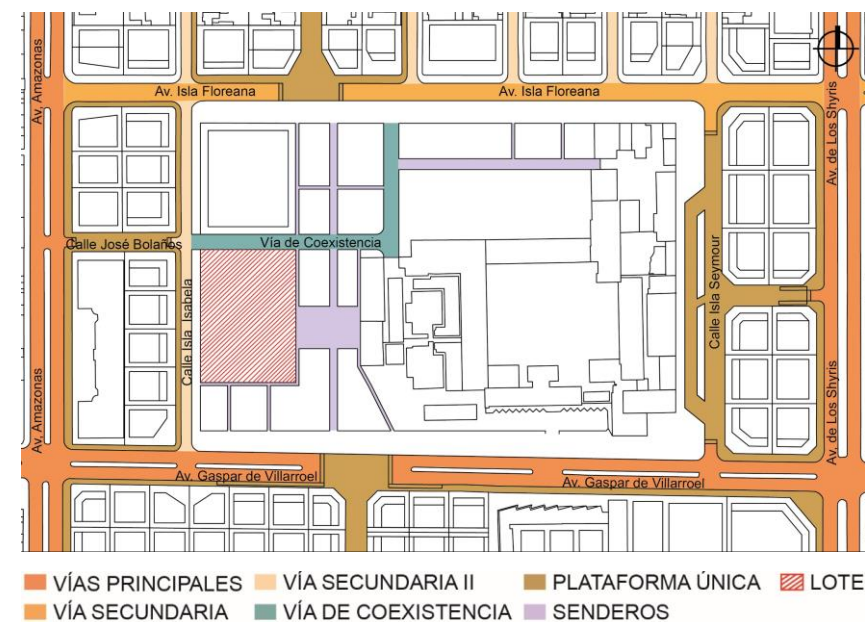 Av. Amazonas
Av. Isla Floreana
Av. Isla Floreana
Av. de Los Shyris
Calle José Bolaños
Vía de Coexistencia
Calle Isla Isabela
Calle Isla Seymour
Av. Amazonas
Av. de Los Shyris
Av. Gaspar de Villarroel
Av. Gaspar de Villarroel
VÍAS PRINCIPALES
VÍA SECUNDARIA II
PLATAFORMA ÚNICA
LOTE
VÍA SECUNDARIA
VÍA DE COEXISTENCIA
SENDEROS